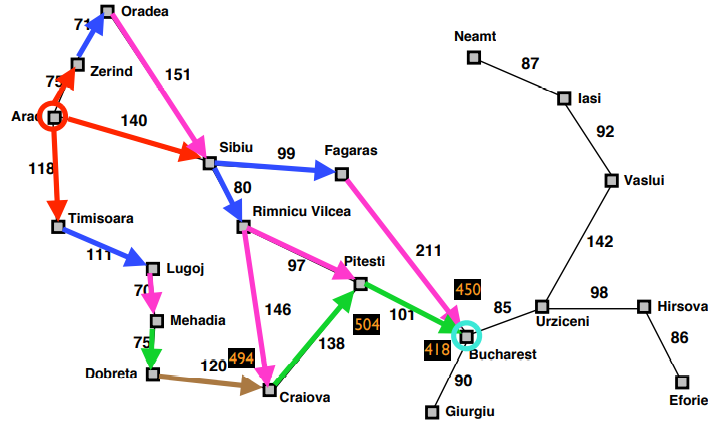 Oradea
71
Neamt
87
Zerind
75
151
Iasi
Arad
140
92
Sibiu
Fagaras
99
118
80
Vaslui
Timisoara
Rimnicu Vilcea
111
211
142
Lugoj
97
Pitesti
70
450
98
Hirsova
146
85
101
Urziceni
Mehadia
504
86
75
138
418
Bucharest
494
120
Dobreta
90
Craiova
Eforie
Giurgiu